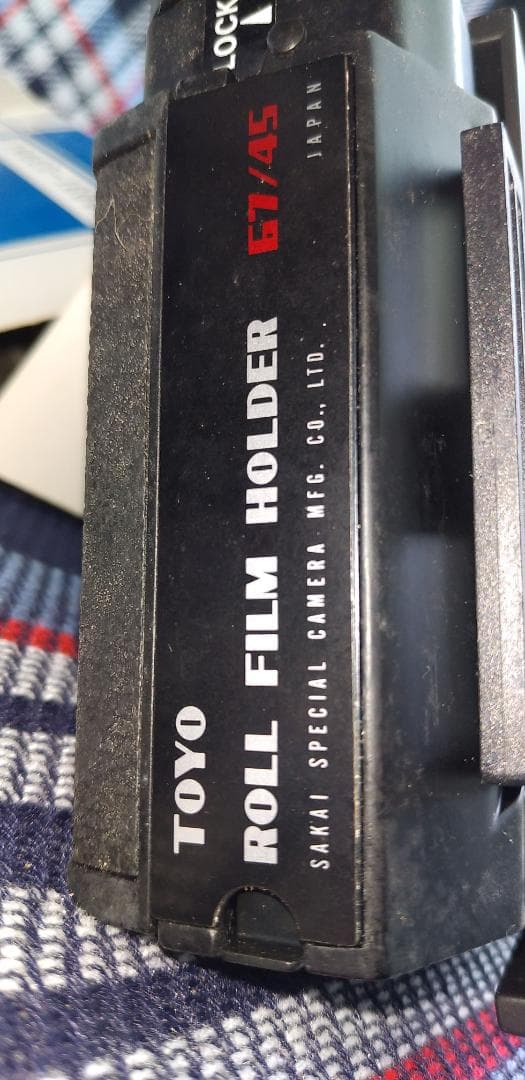 LOCK
TOYO
ROLL FILM HOLDER 67/45
SAKAI SPECIAL CAMERA MFG. CO., LTD. JAPAN